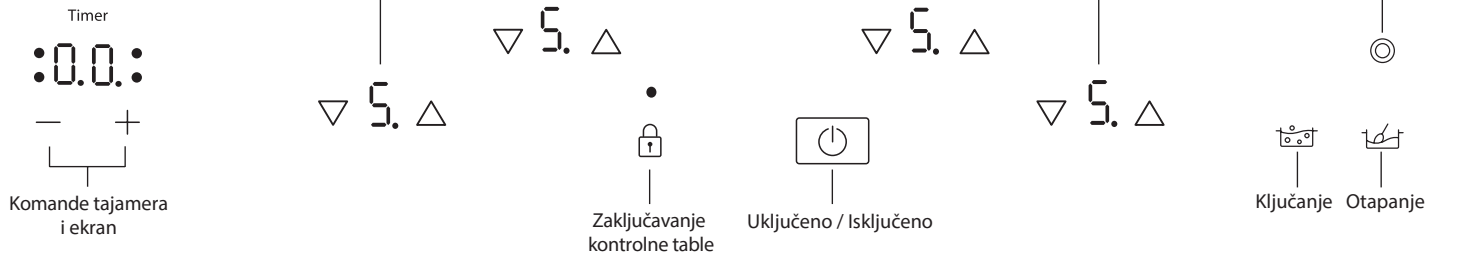 Timer
0.0.
5.
5.
5.
5.
Komande tajamera
i ekran
Zaključavanje
kontrolne table
Uključeno / Isključeno
Ključanje
Otapanje